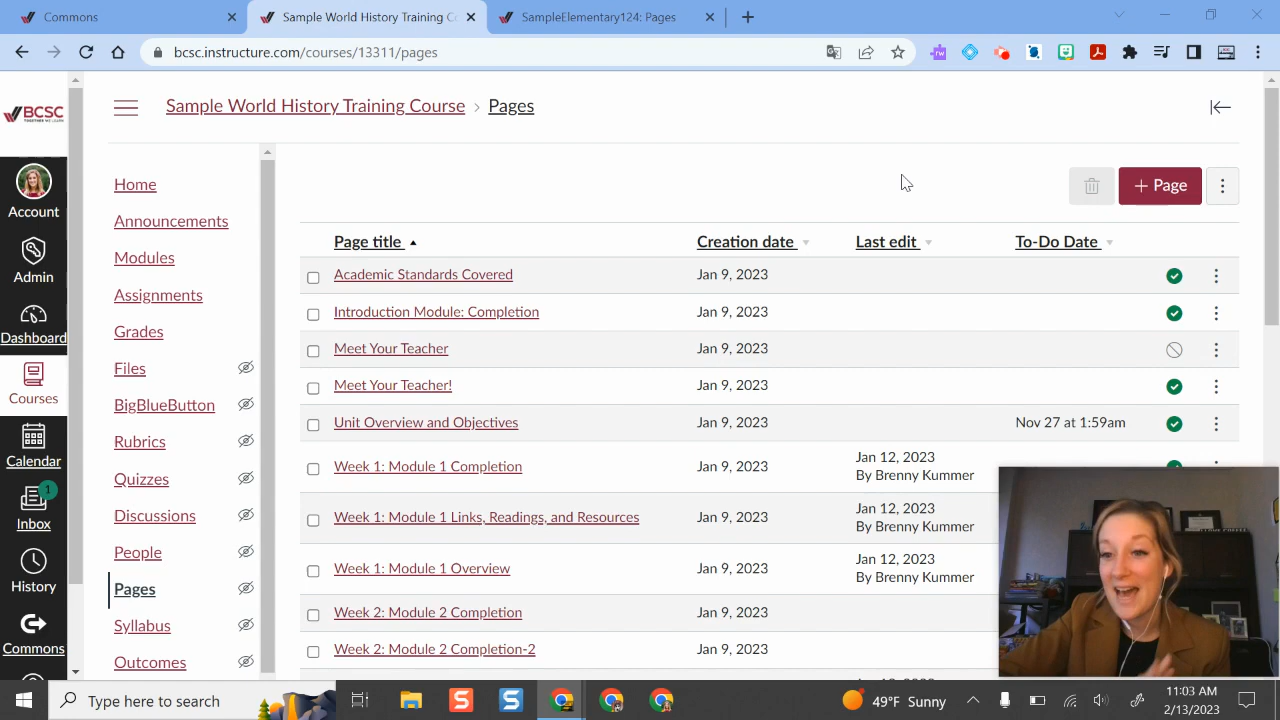 Commons
Sample World History Training Co
SampleElementary124: Pages
bcsc.instructure.com/courses/13311/pages
BCSC
Account
Admin
Dashboard
Courses
Calendar
1
Inbox
History
Commons
Sample World History Training Course > Pages
Home
Announcements
Modules
Assignments
Grades
Files
BigBlueButton
Rubrics
Quizzes
Discussions
People
Pages
Syllabus
Outcomes
+ Page
Page title Creation date Last edit To-Do Date
Academic Standards Covered Jan 9, 2023
Introduction Module: Completion Jan 9, 2023
Meet Your Teacher Jan 9, 2023
Meet Your Teacher! Jan 9, 2023
Unit Overview and Objectives Jan 9, 2023 Nov 27 at 1:59am
Week 1: Module 1 Completion Jan 9, 2023 Jan 12, 2023
By Brenny Kummer
Week 1: Module 1 Links, Readings, and Resources Jan 9, 2023 Jan 12, 2023
By Brenny Kummer
Week 1: Module 1 Overview Jan 9, 2023 Jan 12, 2023
By Brenny Kummer
Week 2: Module 2 Completion Jan 9, 2023
Week 2: Module 2 Completion-2 Jan 9, 2023
Type here to search
49°F Sunny
11:03 AM
2/13/2023